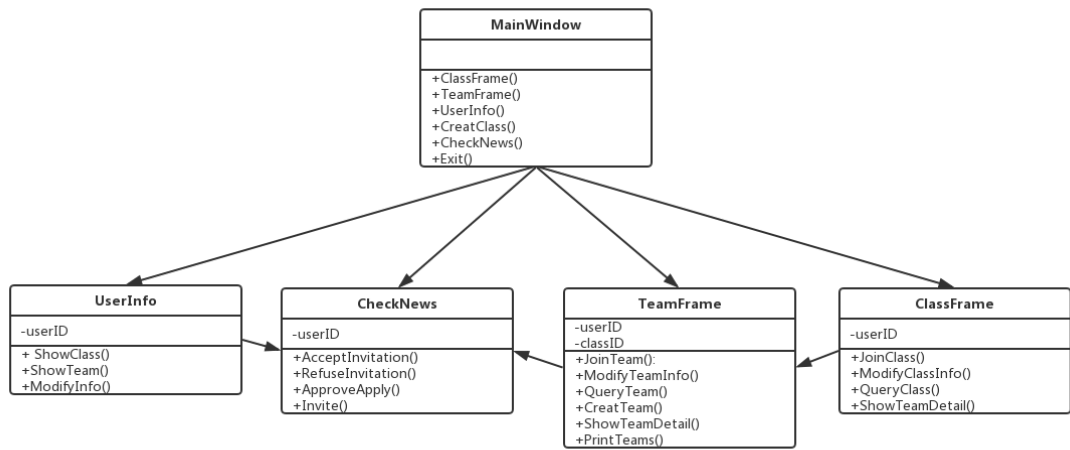 MainWindow
+ClassFrame()
+TeamFrame()
+UserInfo()
+CreatClass()
+CheckNews()
+Exit()
UserInfo
-userID
+ ShowClass()
+ShowTeam()
+ModifyInfo()
CheckNews
-userID
+AcceptInvitation()
+RefuseInvitation()
+ApproveApply()
+Invite()
TeamFrame
-userID
-classID
+JoinTeam():
+ModifyTeamInfo()
+QueryTeam()
+CreatTeam()
+ShowTeamDetail()
+PrintTeams()
ClassFrame
-userID
+JoinClass()
+ModifyClassInfo()
+QueryClass()
+ShowTeamDetail()